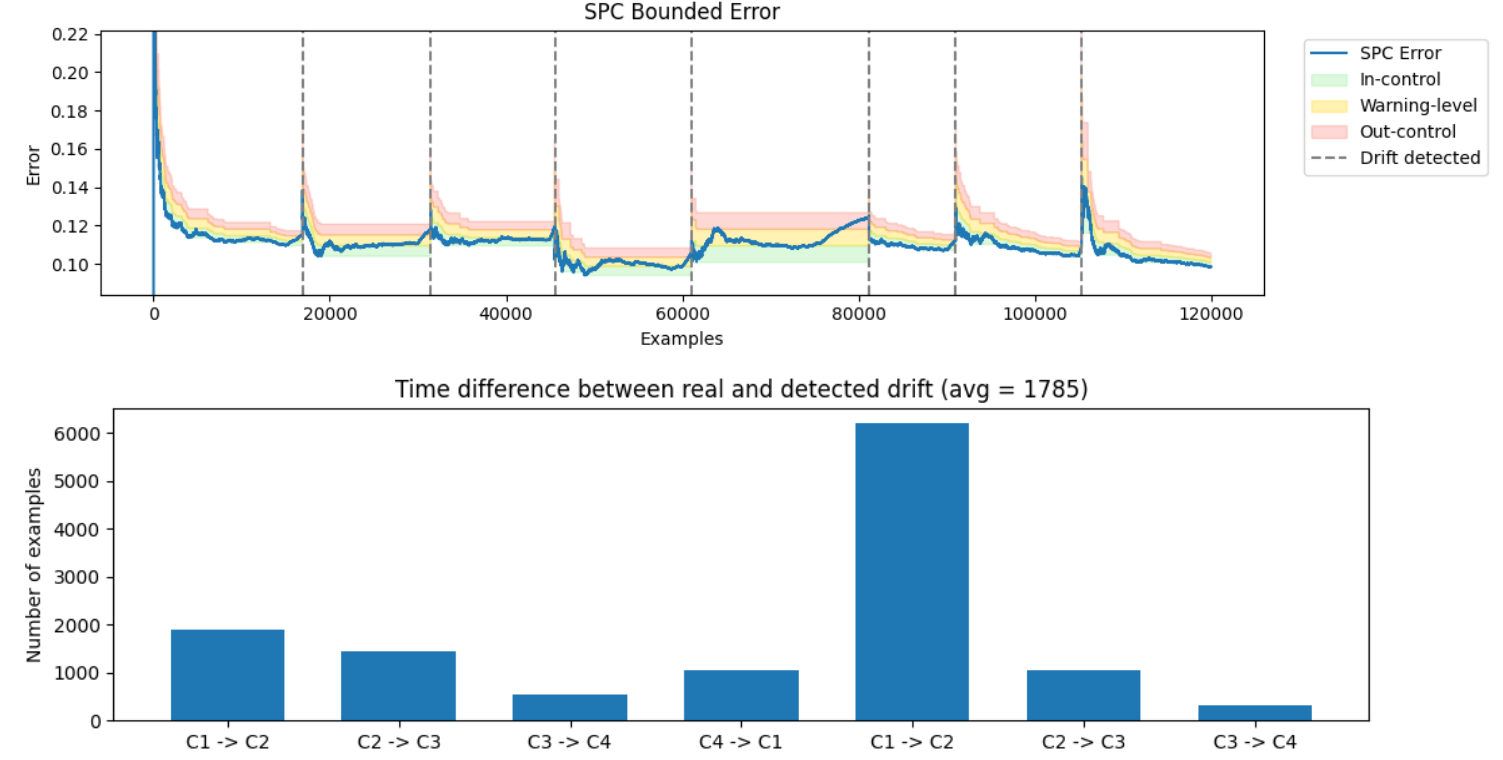 SPC Bounded Error
0.22
0.20
0.18
0.16
0.14
0.12
0.10
Error
0
20000
40000
60000
80000
100000
120000
Examples
SPC Error
In-control
Warning-level
Out-control
Drift detected
Time difference between real and detected drift (avg = 1785)
6000
5000
4000
3000
2000
1000
0
Number of examples
C1 -> C2
C2 -> C3
C3 -> C4
C4 -> C1
C1 -> C2
C2 -> C3
C3 -> C4